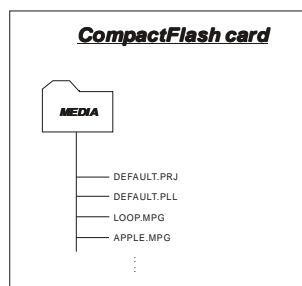 CompactFlash card
MEDIA
DEFAULT.PRJ
DEFAULT.PLL
LOOP.MPG
APPLE.MPG
:
: